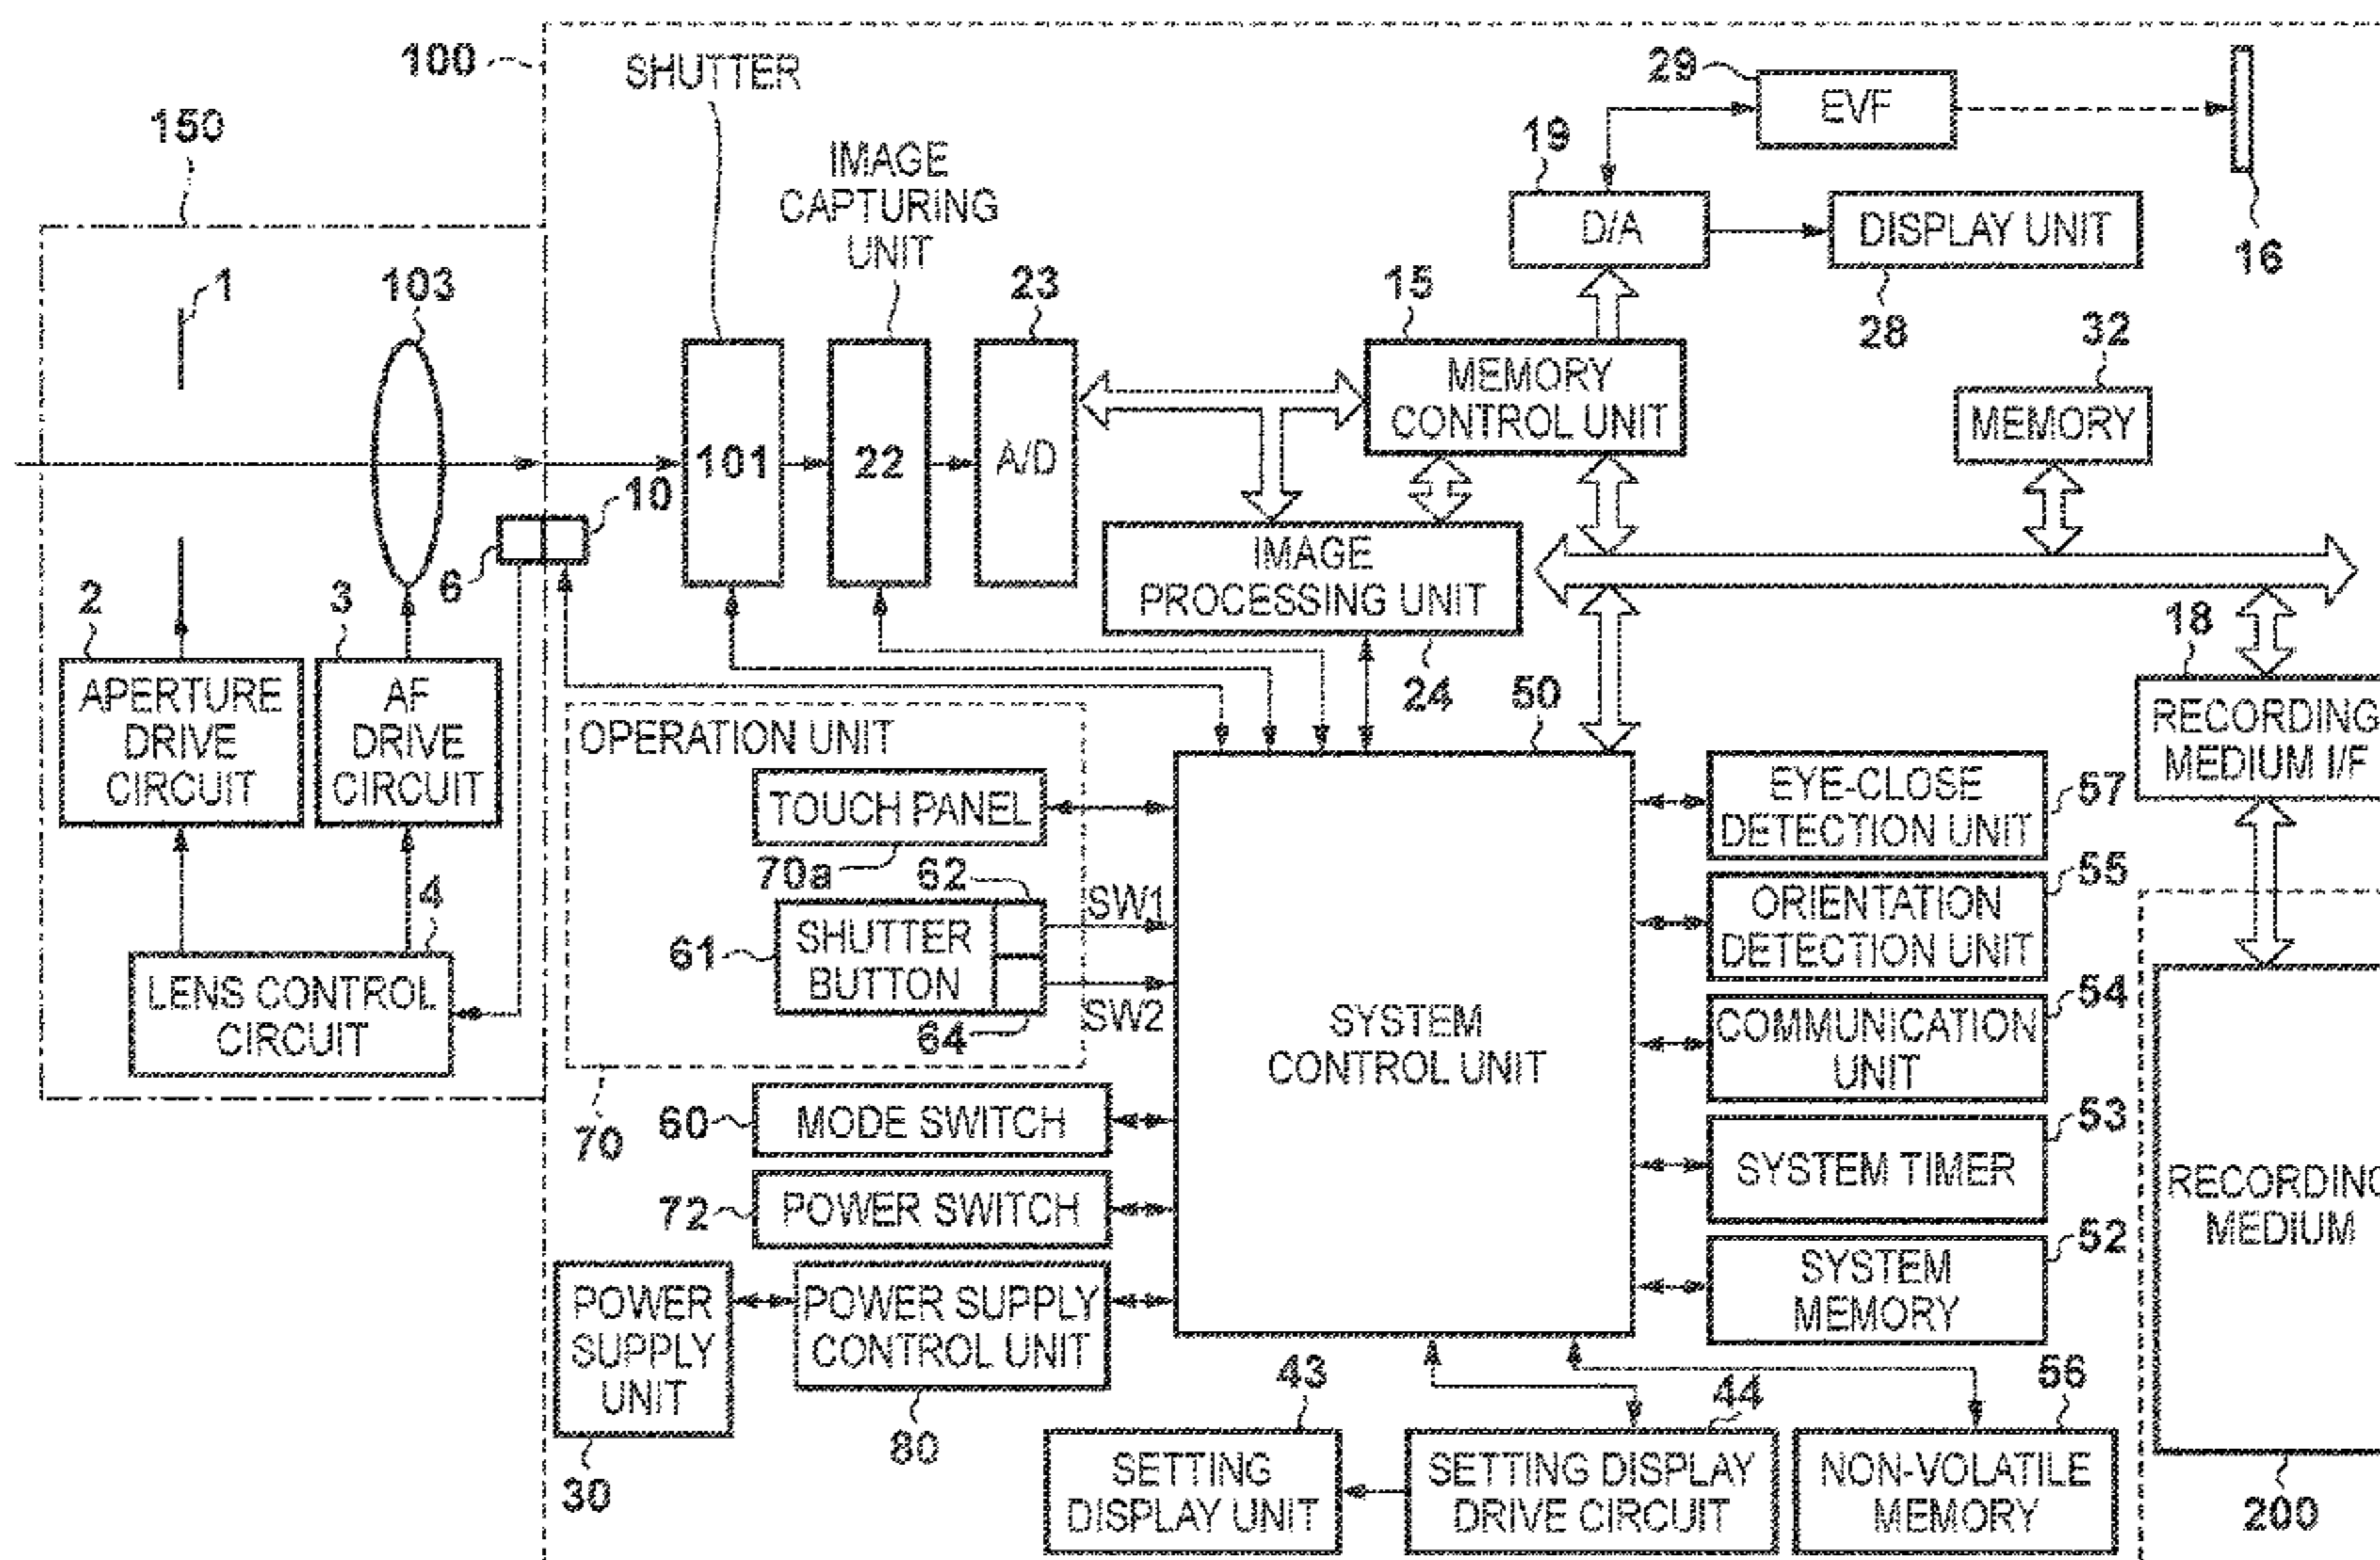 100
SHUTTER
29
EVF
150
IMAGE
CAPTURING
UNIT
19
D/A
DISPLAY UNIT
16
1
103
23
15
28
32
MEMORY
CONTROL UNIT
MEMORY
101
22
A/D
10
6
IMAGE
PROCESSING UNIT
2
3
18
24
50
APERTURE
DRIVE
CIRCUIT
AF
DRIVE
CIRCUIT
OPERATION UNIT
RECORDING
MEDIUM I/F
TOUCH PANEL
EYE-CLOSE
DETECTION UNIT
57
70a
62
55
4
SW1
ORIENTATION
DETECTION UNIT
61
SHUTTER
BUTTON
LENS CONTROL
CIRCUIT
SW2
64
SYSTEM
CONTROL UNIT
COMMUNICATION
UNIT
54
70
60
MODE SWITCH
53
SYSTEM TIMER
RECORDING
MEDIUM
72
POWER SWITCH
52
SYSTEM
MEMORY
POWER
SUPPLY
UNIT
POWER SUPPLY
CONTROL UNIT
43
44
56
80
30
SETTING
DISPLAY UNIT
SETTING DISPLAY
DRIVE CIRCUIT
NON-VOLATILE
MEMORY
200